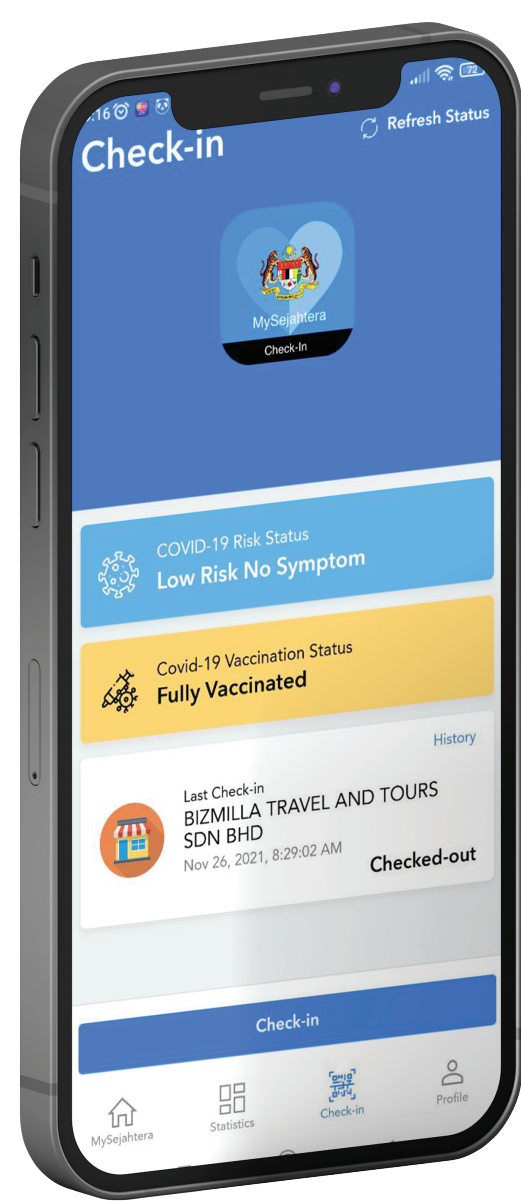 :16
72
Check-in
Refresh Status
MySejahtera
Check-In
COVID-19 Risk Status
Low Risk No Symptom
Covid-19 Vaccination Status
Fully Vaccinated
History
Last Check-in
BIZMILLA TRAVEL AND TOURS
SDN BHD
Nov 26, 2021, 8:29:02 AM
Checked-out
Check-in
MySejahtera
Statistics
Check-in
Profile